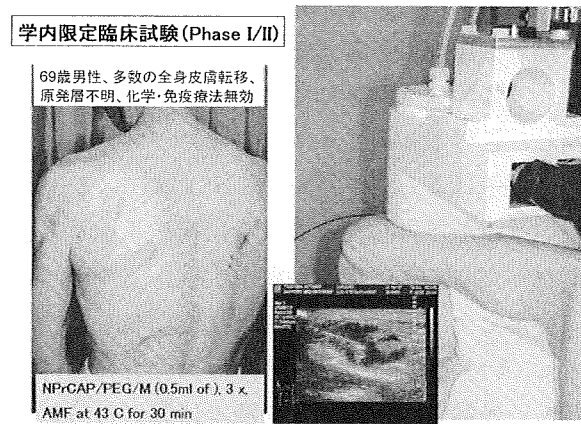 学内限定臨床試験(Phase I/II)
69歳男性、多数の全身皮膚転移、
原発層不明、化学・免疫療法無効
NPrCAP/PEG/M (0.5ml of ), 3 x,
AMF at 43 C for 30 min